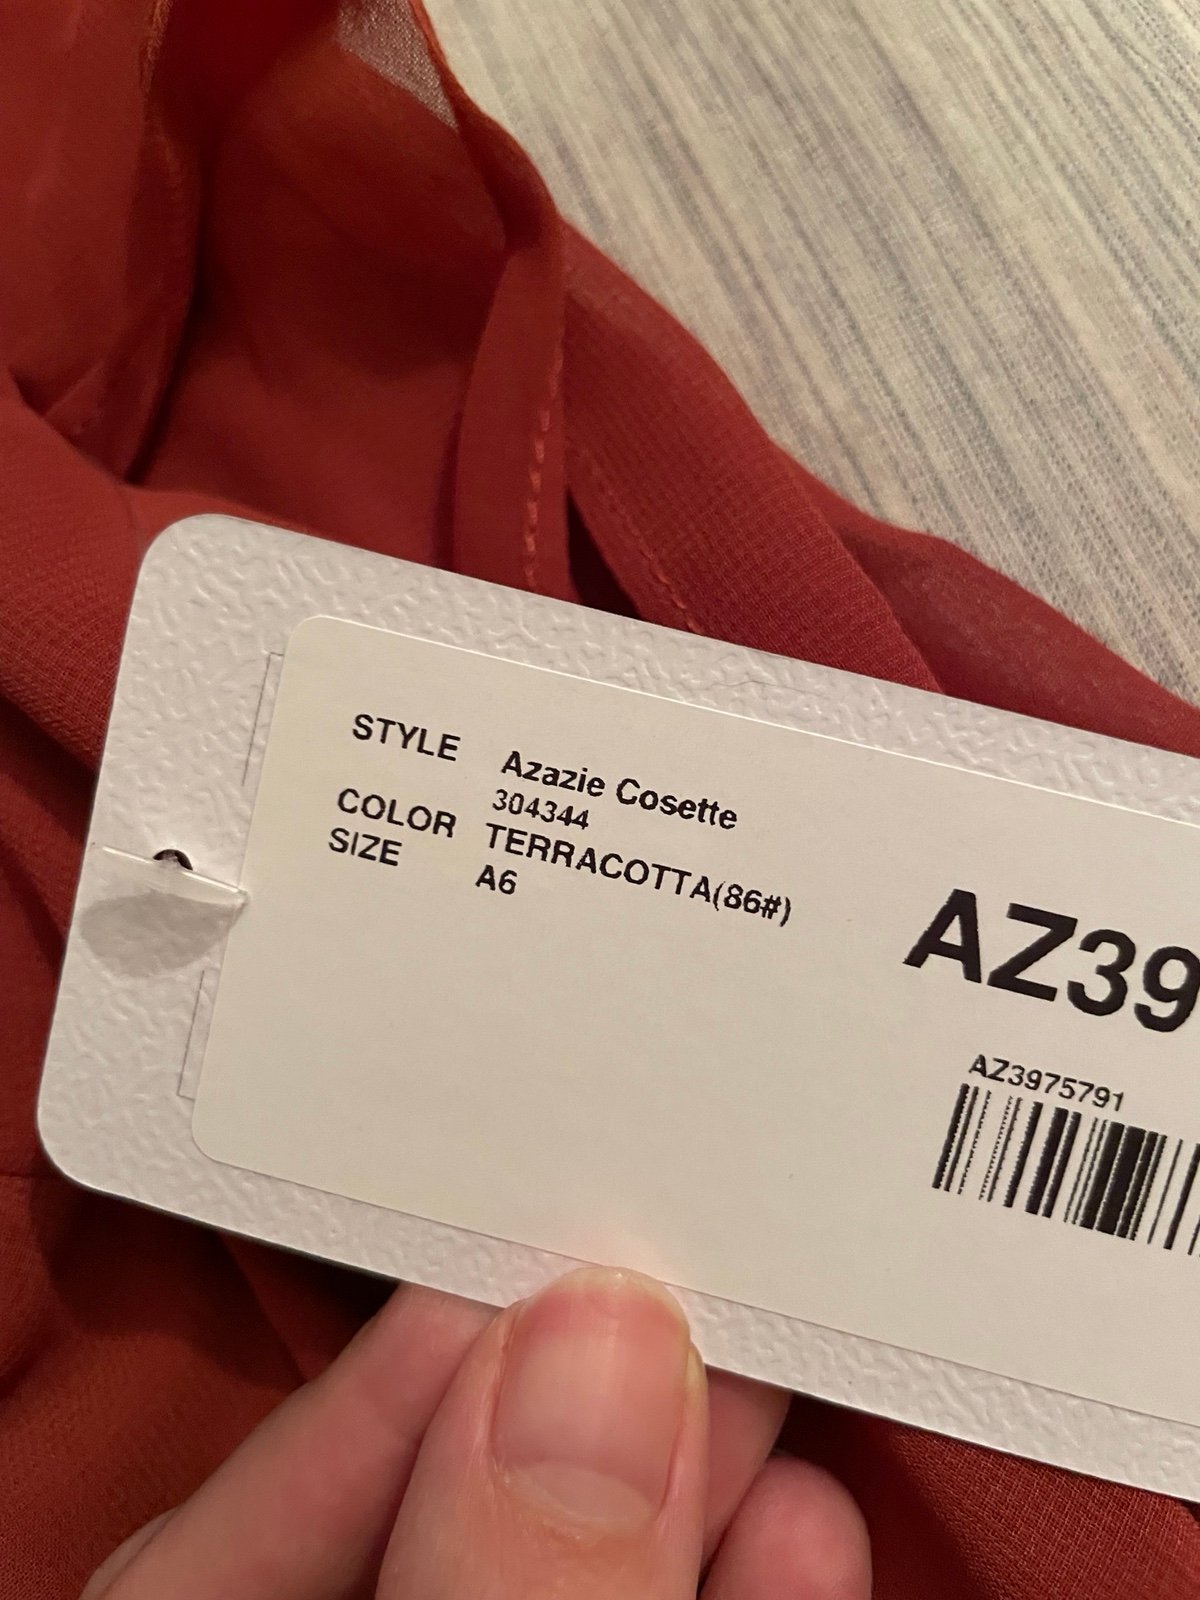 STYLE Azazie Cosette
304344
COLOR TERRACOTTA(86#)
SIZE A6
AZ39
AZ3975791